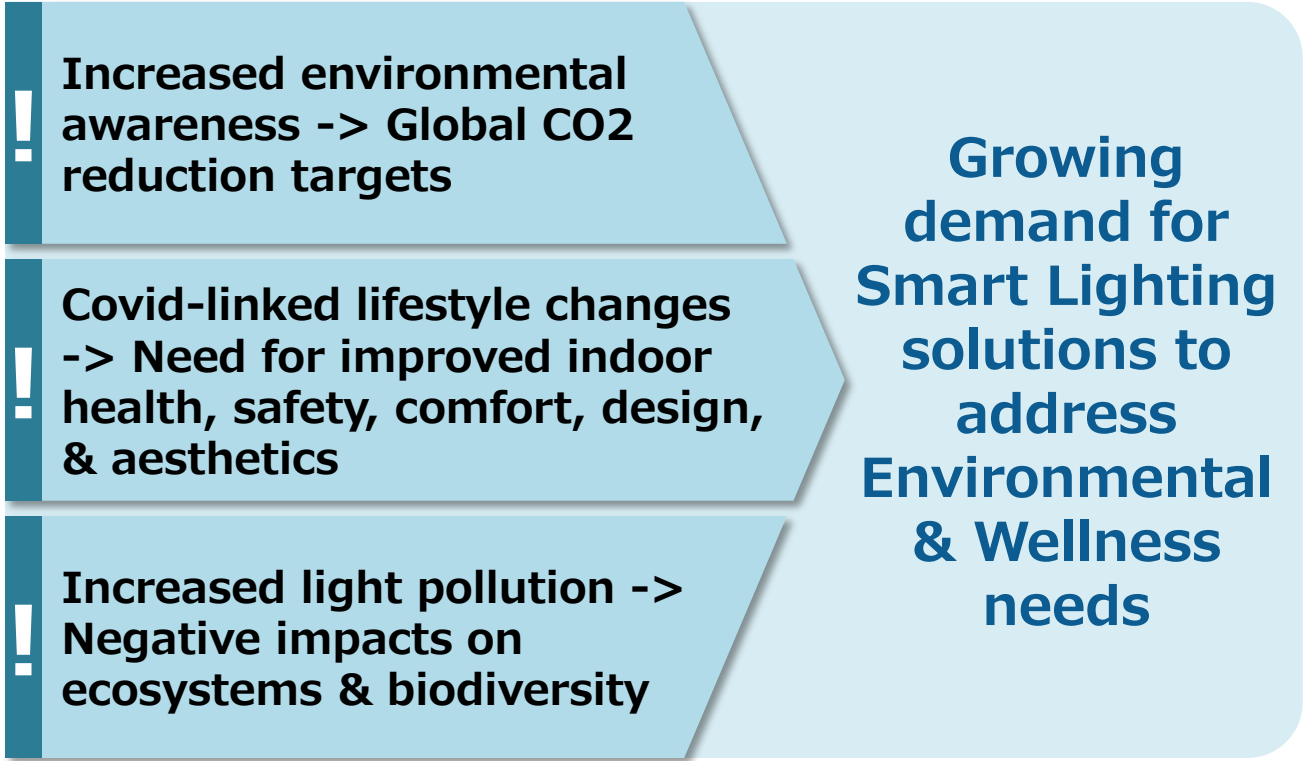 !
Increased environmental
awareness -> Global CO2
reduction targets
!
Covid-linked lifestyle changes
-> Need for improved indoor
health, safety, comfort, design,
& aesthetics
!
Increased light pollution ->
Negative impacts on
ecosystems & biodiversity
Growing
demand for
Smart Lighting
solutions to
address
Environmental
& Wellness
needs